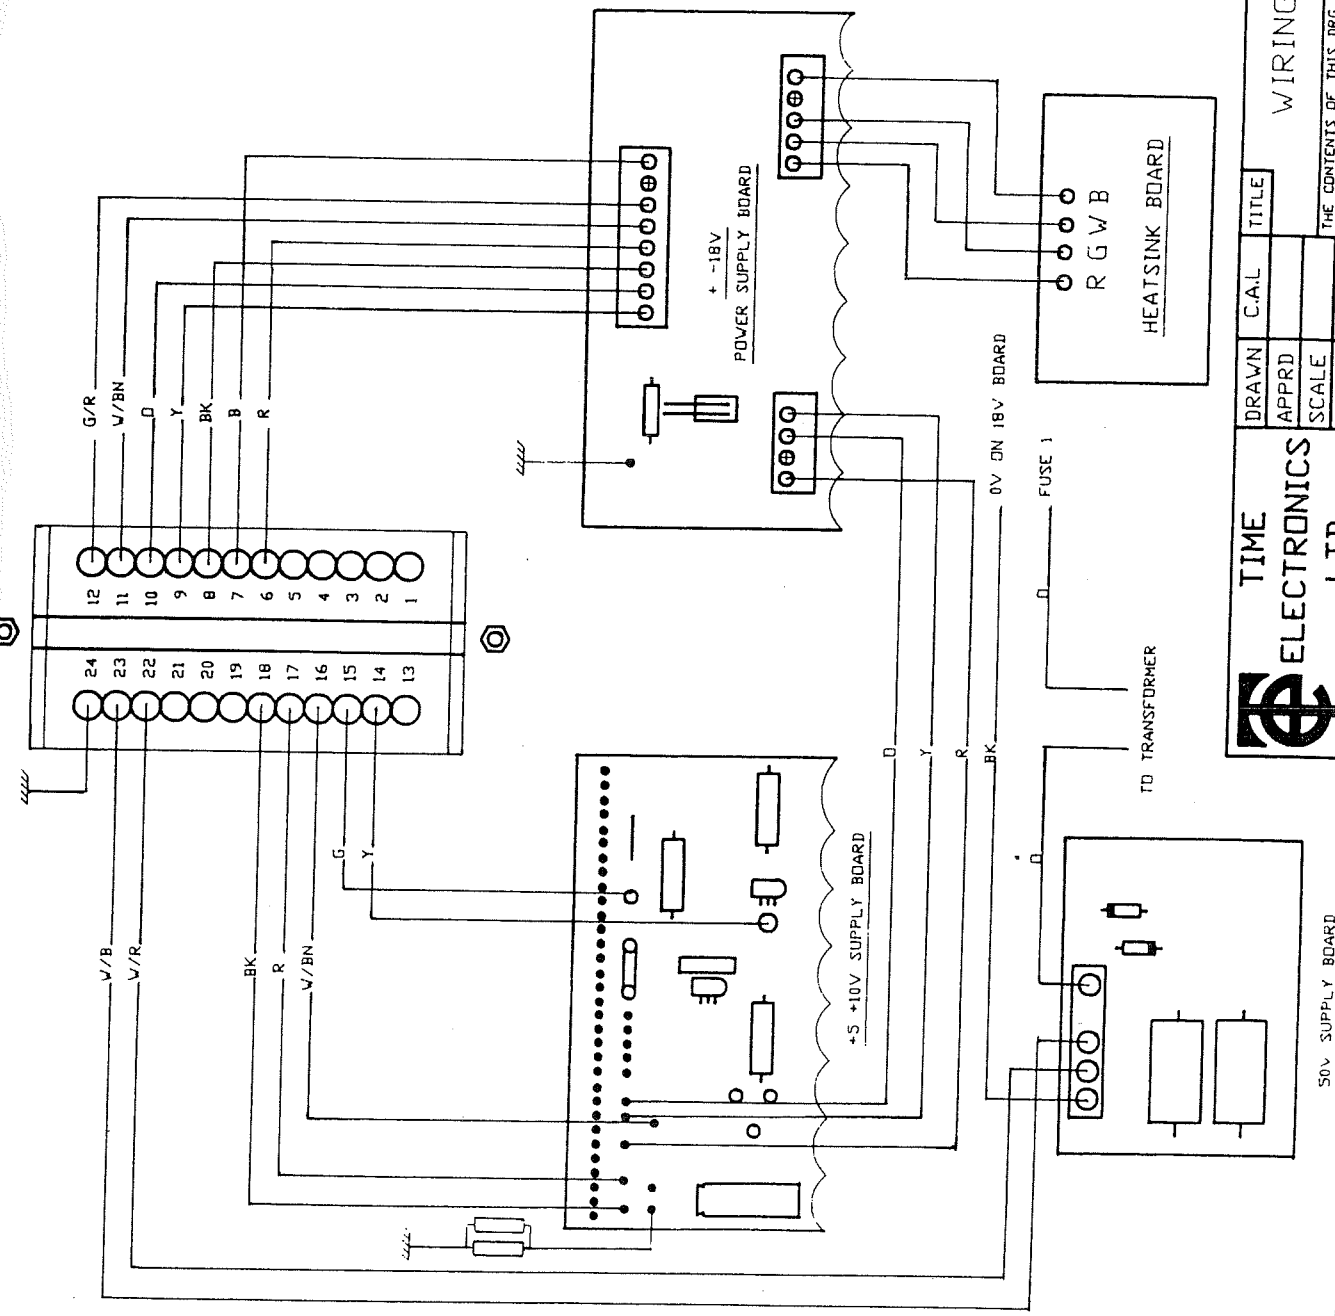 G/R
W/BN
O
Y
BK
B
R
12
11
10
9
8
7
6
5
4
3
2
1
24
23
22
21
20
19
18
17
16
15
14
13
+ -18V
POWER SUPPLY BOARD
R G W B
HEATSINK BOARD
W/B
W/R
BK
R
W/BN
G
Y
+5 +10V SUPPLY BOARD
O
Y
R
BK
0V ON 18V BOARD
FUSE 1
O
TO TRANSFORMER
O
50V SUPPLY BOARD
TIME
ELECTRONICS
LTD
DRAWN C.A.L
APPRD
SCALE
TITLE
WIRING
THE CONTENTS OF THIS DRG